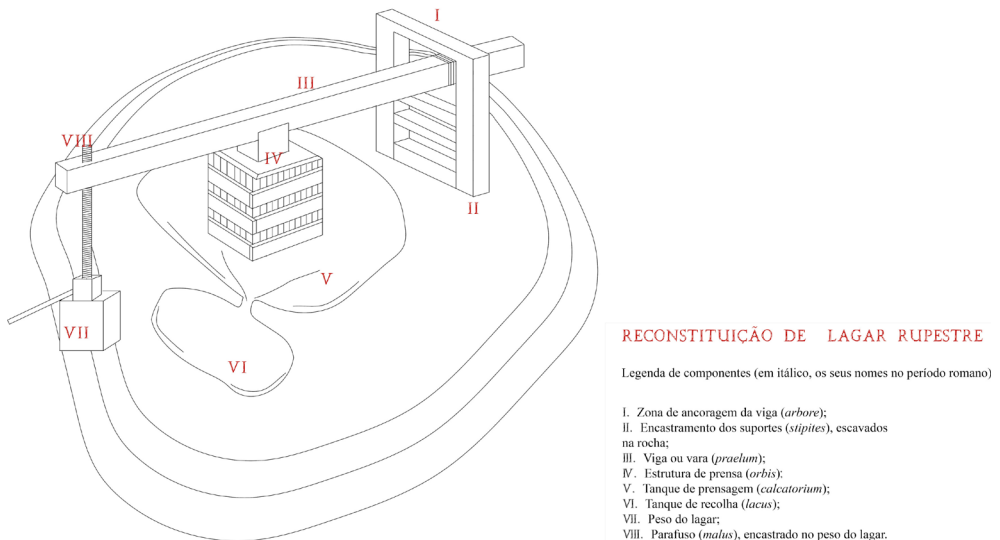 I
III
VIII
IV
II
V
VII
VI
RECONSTITUIÇÃO DE LAGAR RUPESTRE
Legenda de componentes (em itálico, os seus nomes no período romano)
I. Zona de ancoragem da viga (arbore);
II. Encastramento dos suportes (stipites), escavados
na rocha;
III. Viga ou vara (praelum);
IV. Estrutura de prensa (orbis):
V. Tanque de prensagem (calcatorium);
VI. Tanque de recolha (lacus);
VII. Peso do lagar;
VIII. Parafuso (malus), encastrado no peso do lagar.